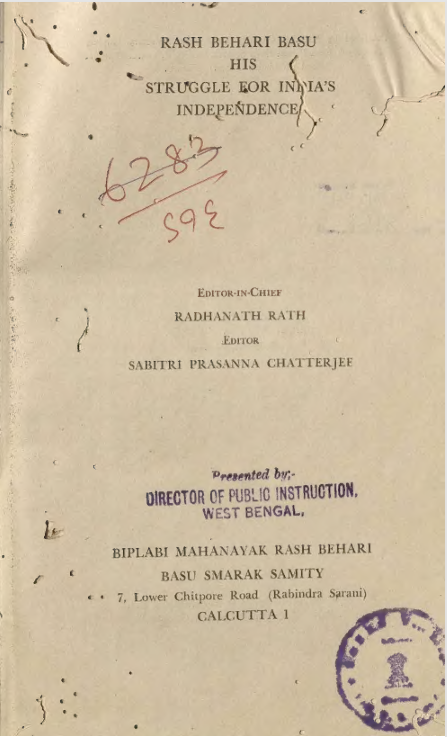 RASH BEHARI BASU
HIS
STRUGGLE FOR INDIA'S
INDEPENDENCE
6283
EDITOR-IN-CHIEF
RADHANATH RATH
EDITOR
SABITRI PRASANNA CHATTERJEE
Presented by;-
DIRECTOR OF PUBLIC INSTRUCTION,
WEST BENGAL,
BIPLABI MAHANAYAK RASH BEHARI
BASU SMARAK SAMITY
7, Lower Chitpore Road (Rabindra Sarani)
CALCUTTA 1